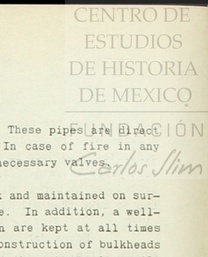 CENTRO DE
ESTUDIOS
DE HISTORIA
DE MEXICO
These pipes are direct
FUNDACIÓN
In case of fire in any
necessary valves.
Carlos Slim
and maintained on sur-
e. In addition, a well-
n are kept at all times
onstruction of bulkheads